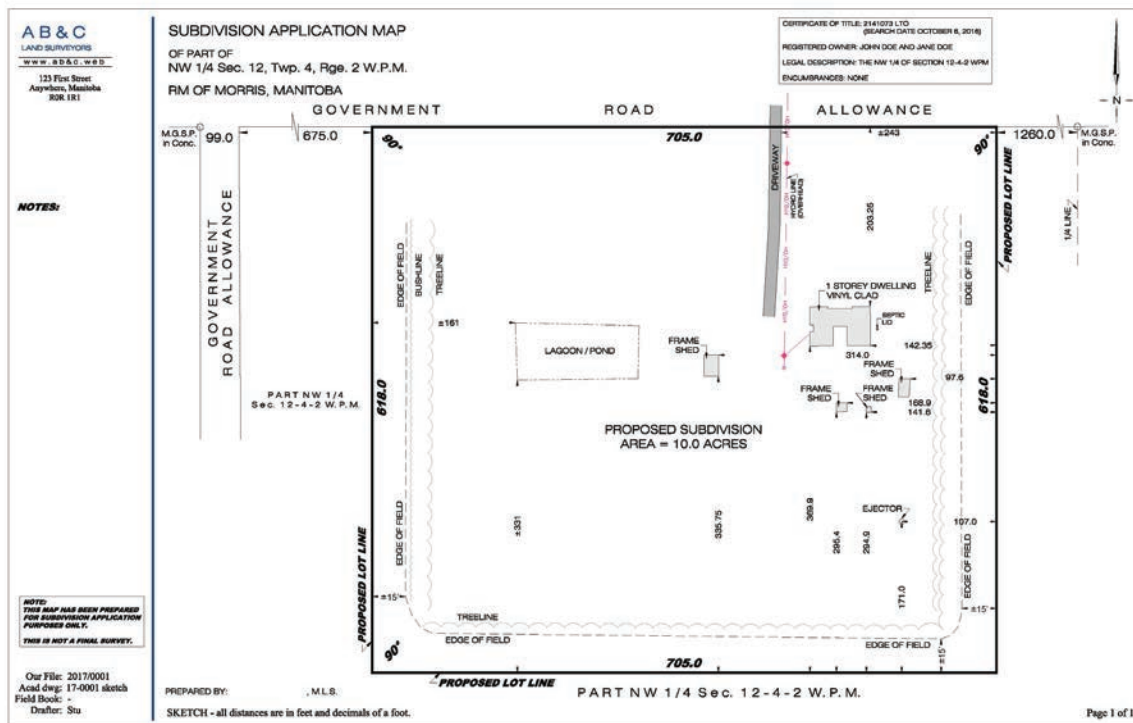 AB&C
LAND SURVEYORS
www.ab&c.web
123 First Street
Anywhere, Manitoba
R0R 1R1
NOTES:
NOTE:
THIS MAP HAS BEEN PREPARED
FOR SUBDIVISION APPLICATION
PURPOSES ONLY.
THIS IS NOT A FINAL SURVEY.
Our File: 2017/0001
Acad dwg: 17-0001 sketch
Field Book: -
Drafter: Stu
SUBDIVISION APPLICATION MAP
OF PART OF
NW 1/4 Sec. 12, Twp. 4, Rge. 2 W.P.M.
RM OF MORRIS, MANITOBA
CERTIFICATE OF TITLE: 2141073 LTO
(SEARCH DATE OCTOBER 6, 2016)
REGISTERED OWNER: JOHN DOE AND JANE DOE
LEGAL DESCRIPTION: THE NW 1/4 OF SECTION 12-4-2 WPM
ENCUMBRANCES: NONE
N
GOVERNMENT ROAD ALLOWANCE
M.G.S.P.
in Conc.
99.0
675.0
90°
705.0
±243
90°
1260.0
M.G.S.P.
in Conc.
GOVERNMENT
ROAD ALLOWANCE
DRIVEWAY
HYDRO LINE
(OVERHEAD)
203.25
PROPOSED LOT LINE
1/4 LINE
EDGE OF FIELD
BUSHLINE
TREELINE
TREELINE
EDGE OF FIELD
1 STOREY DWELLING
VINYL CLAD
SEPTIC
LID
±161
LAGOON / POND
FRAME
SHED
142.35
314.0
FRAME
SHED
97.6
PART NW 1/4
Sec. 12-4-2 W.P.M.
618.0
FRAME
SHED
FRAME
SHED
168.9
141.6
618.0
PROPOSED SUBDIVISION
AREA = 10.0 ACRES
±331
335.75
369.9
295.4
294.9
EJECTOR
107.0
171.0
EDGE OF FIELD
PROPOSED LOT LINE
EDGE OF FIELD
±15'
±15'
TREELINE
EDGE OF FIELD
EDGE OF FIELD
±15'
90°
705.0
PROPOSED LOT LINE
PART NW 1/4 Sec. 12-4-2 W.P.M.
PREPARED BY: , M.L.S.
SKETCH - all distances are in feet and decimals of a foot.
Page 1 of 1